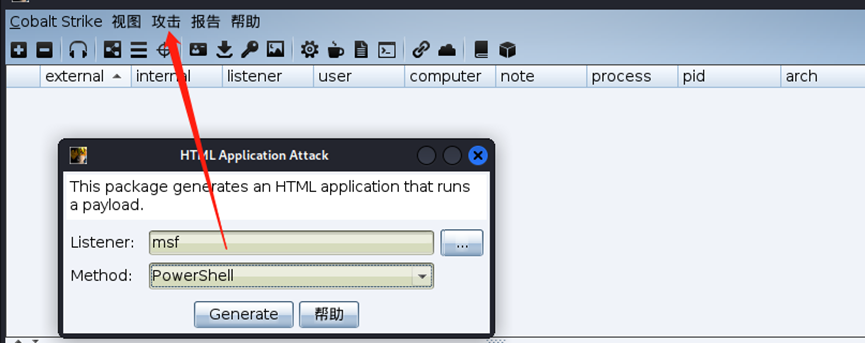 Cobalt Strike 视图 攻击 报告 帮助
external internal listener user computer note process pid arch
HTML Application Attack
This package generates an HTML application that runs
a payload.
Listener: msf ...
Method: PowerShell
Generate 帮助